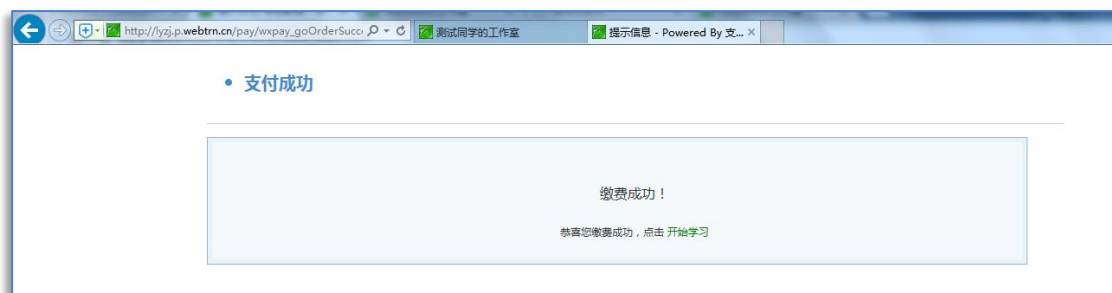 http://lyzj.p.webtrn.cn/pay/wxpay_goOrderSucc
测试同学的工作室
提示信息 - Powered By 支...
支付成功
缴费成功！
恭喜您缴费成功，点击 开始学习